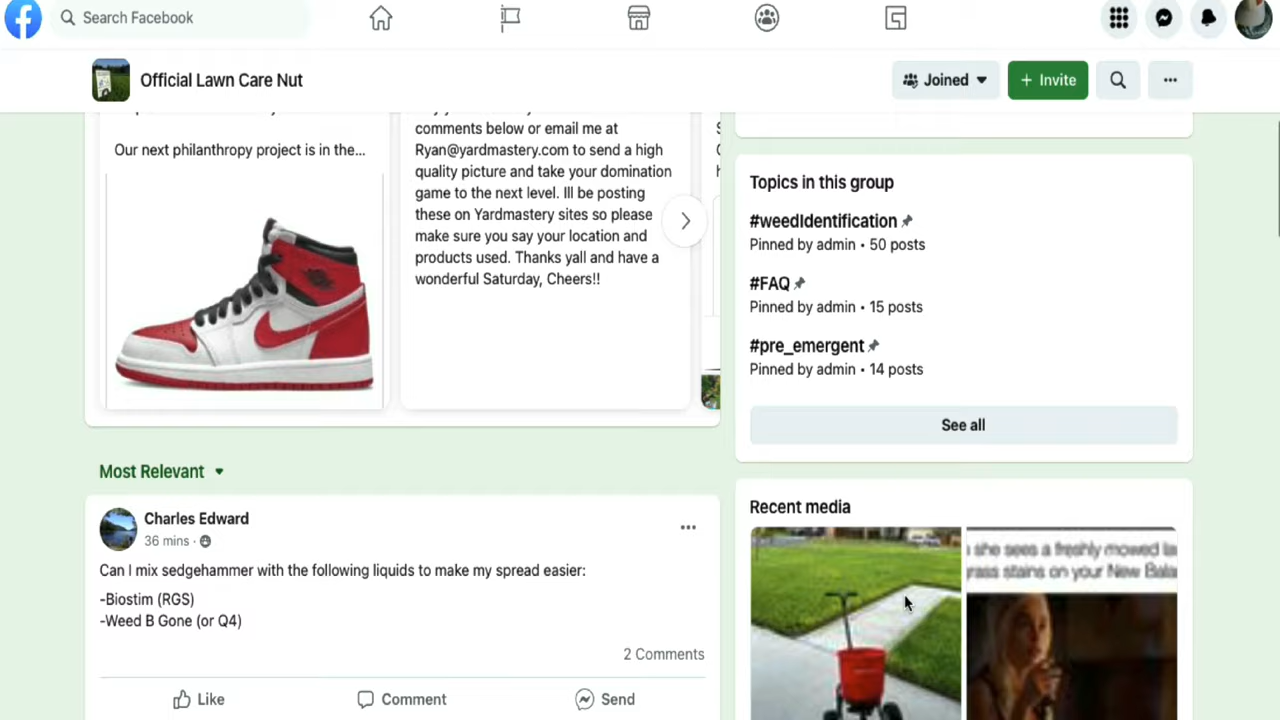 Search Facebook
Official Lawn Care Nut
Joined
+ Invite
Our next philanthropy project is in the...
comments below or email me at
Ryan@yardmastery.com to send a high
quality picture and take your domination
game to the next level. Ill be posting
these on Yardmastery sites so please
make sure you say your location and
products used. Thanks yall and have a
wonderful Saturday, Cheers!!
Most Relevant
Charles Edward
36 mins ·
Can I mix sedgehammer with the following liquids to make my spread easier:
-Biostim (RGS)
-Weed B Gone (or Q4)
2 Comments
Like
Comment
Send
Topics in this group
#weedIdentification
Pinned by admin • 50 posts
#FAQ
Pinned by admin • 15 posts
#pre_emergent
Pinned by admin • 14 posts
See all
Recent media
she sees a freshly mowed
grass stains on your New